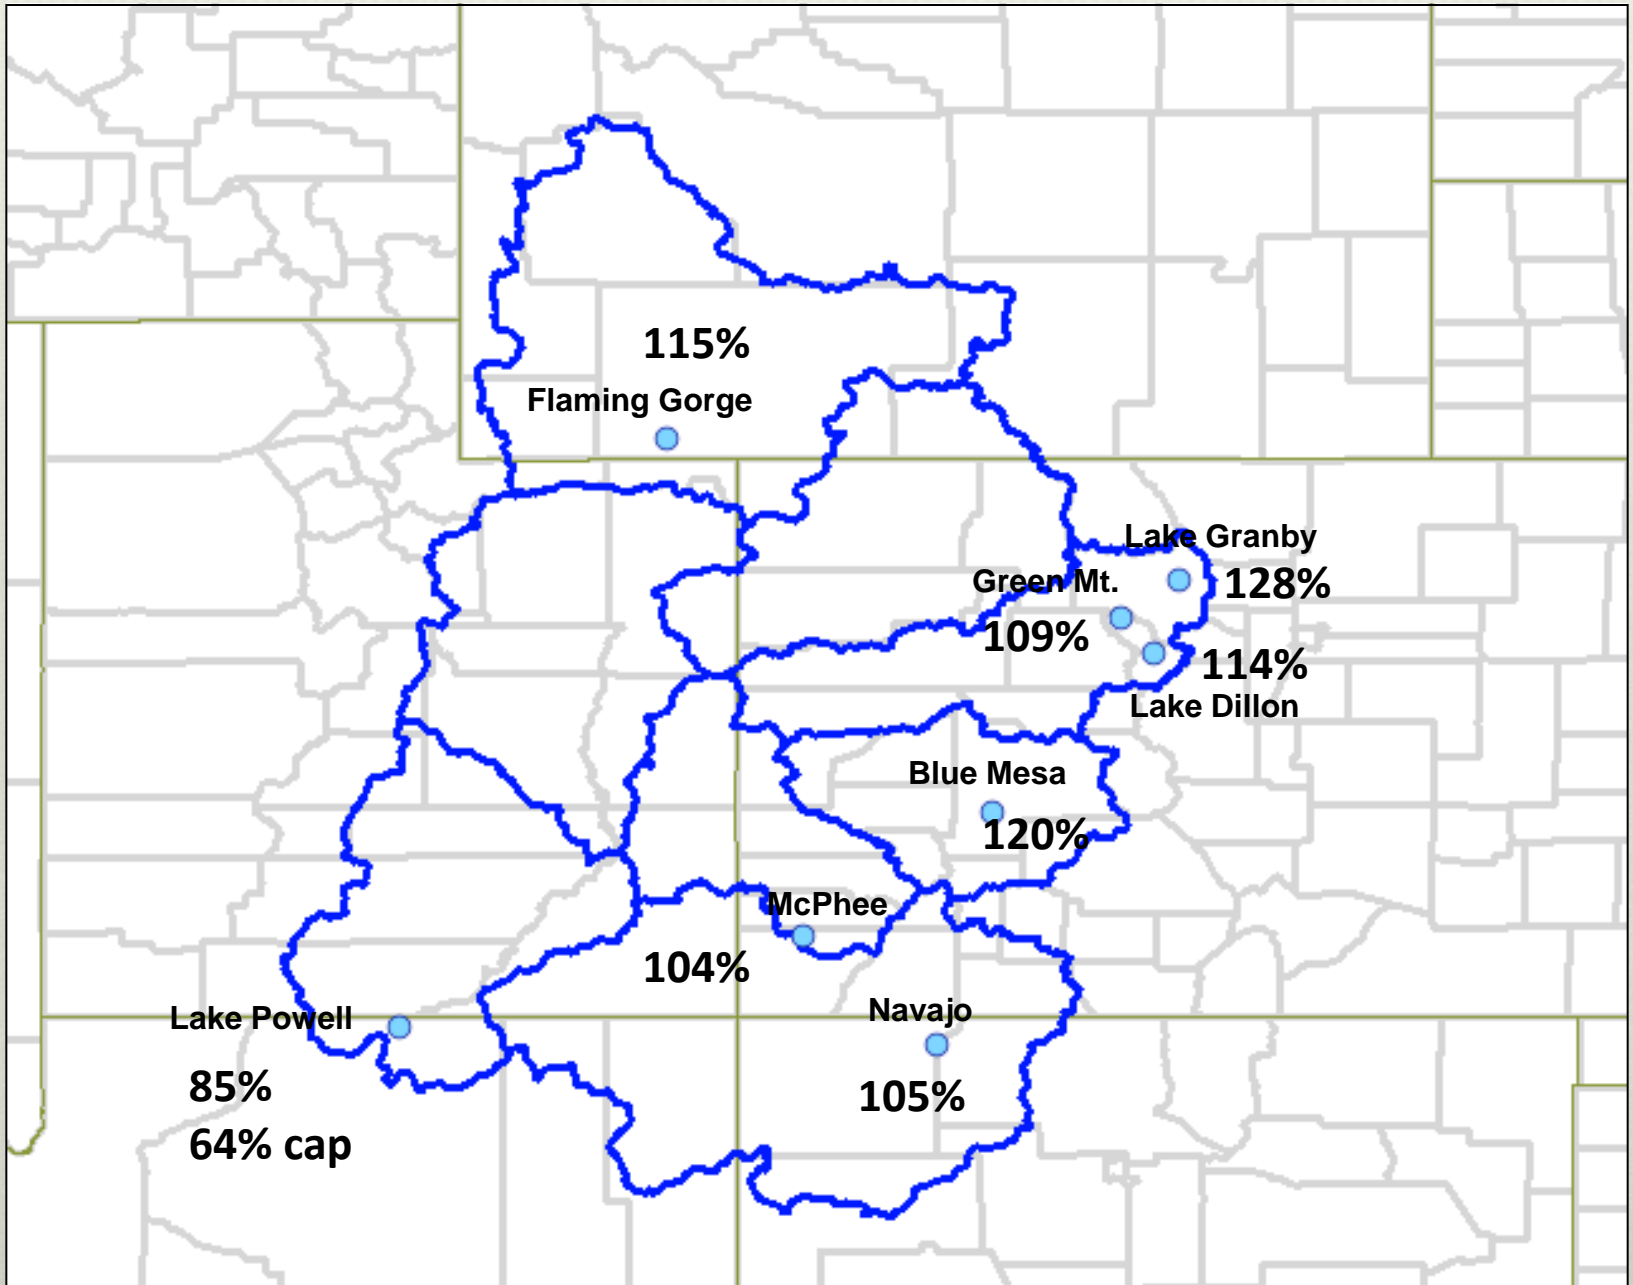 115%
Flaming Gorge
Lake Granby
128%
Green Mt.
109%
114%
Lake Dillon
Blue Mesa
120%
McPhee
104%
Navajo
105%
Lake Powell
85%
64% cap